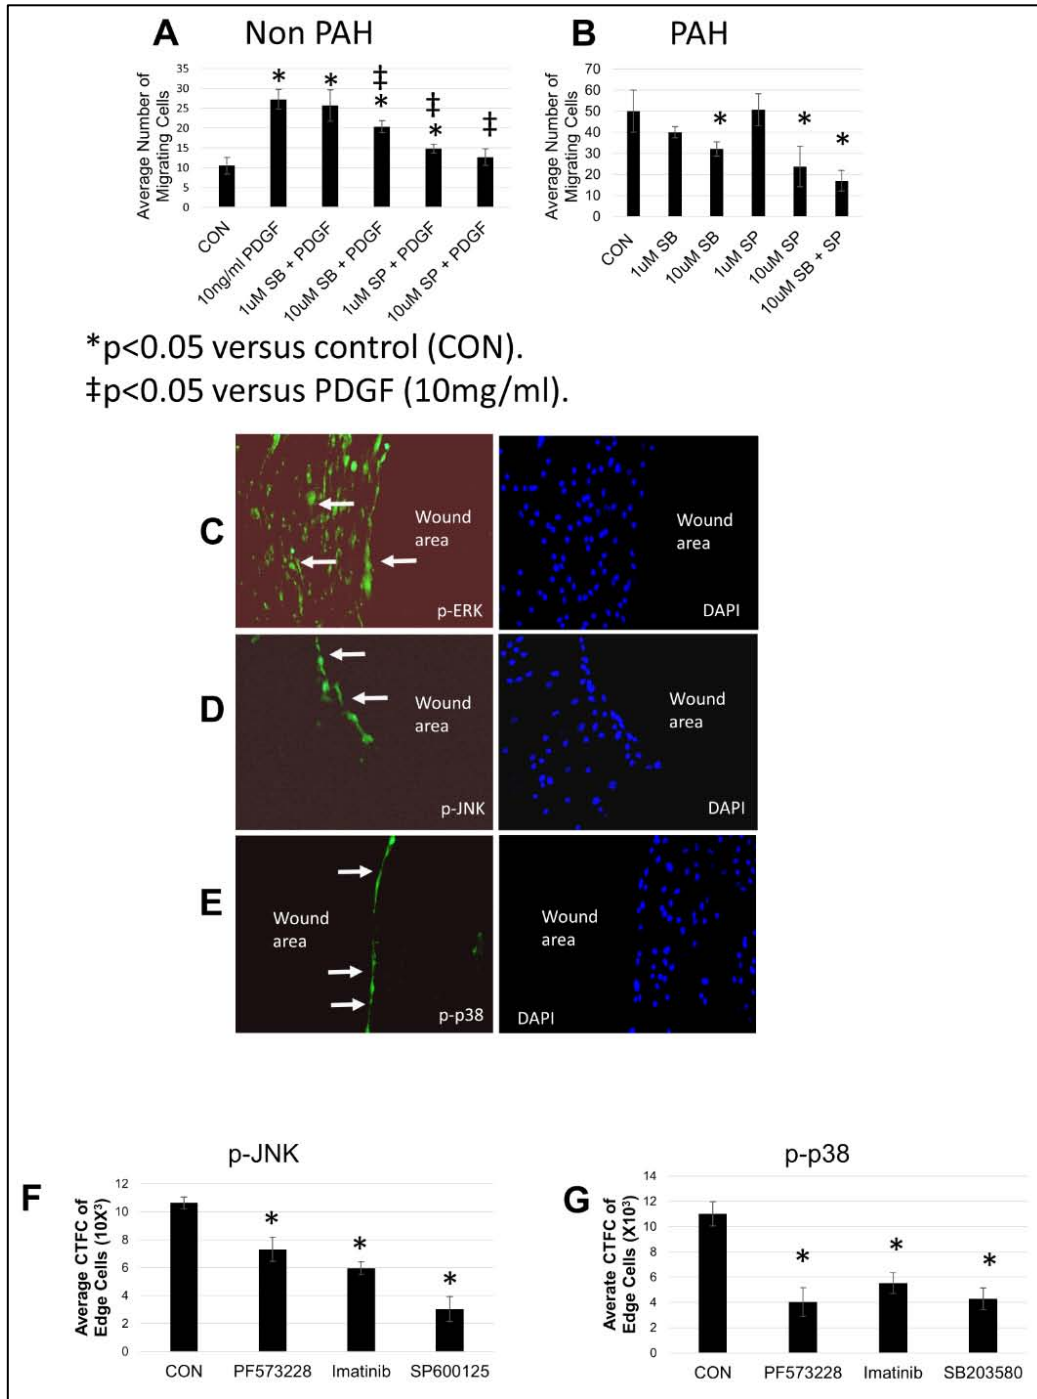 A Non PAH
Average Number of
Migrating Cells
35
30
25
20
15
10
5
0
* * ‡ * ‡ * ‡
CON
10ng/ml PDGF
1uM SB + PDGF
10uM SB + PDGF
1uM SP + PDGF
10uM SP + PDGF
B PAH
Average Number of
Migrating Cells
70
60
50
40
30
20
10
0
* * *
CON
1uM SB
10uM SB
1uM SP
10uM SP
10uM SB + SP
*p<0.05 versus control (CON).
‡p<0.05 versus PDGF (10mg/ml).
C
Wound
area
p-ERK
Wound
area
DAPI
D
Wound
area
p-JNK
Wound
area
DAPI
E
Wound
area
p-p38
Wound
area
DAPI
F
p-JNK
Average CTFC of
Edge Cells (10X³)
12
10
8
6
4
2
0
* * *
CON PF573228 Imatinib SP600125
G
p-p38
Averate CTFC of
Edge Cells (X10³)
14
12
10
8
6
4
2
0
* * *
CON PF573228 Imatinib SB203580